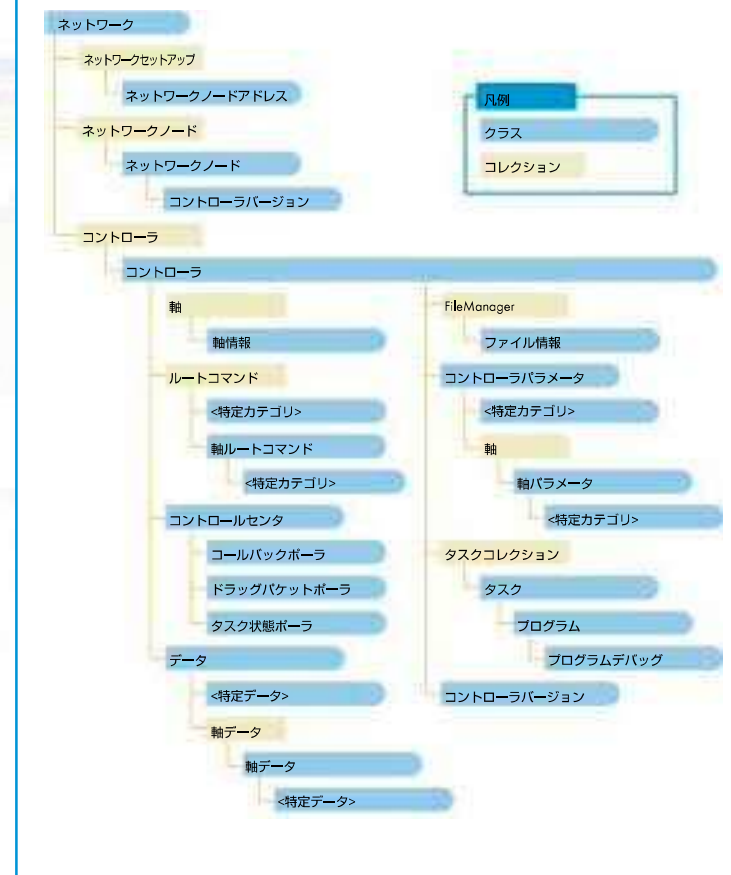 ネットワーク
ネットワークセットアップ
ネットワークノードアドレス
ネットワークノード
ネットワークノード
コントローラバージョン
凡例
クラス
コレクション
コントローラ
コントローラ
軸
軸情報
ルートコマンド
<特定カテゴリ>
軸ルートコマンド
<特定カテゴリ>
コントロールセンタ
コールバックポーラ
ドラッグパケットポーラ
タスク状態ポーラ
データ
<特定データ>
軸データ
軸データ
<特定データ>
FileManager
ファイル情報
コントローラパラメータ
<特定カテゴリ>
軸
軸パラメータ
<特定カテゴリ>
タスクコレクション
タスク
プログラム
プログラムデバッグ
コントローラバージョン